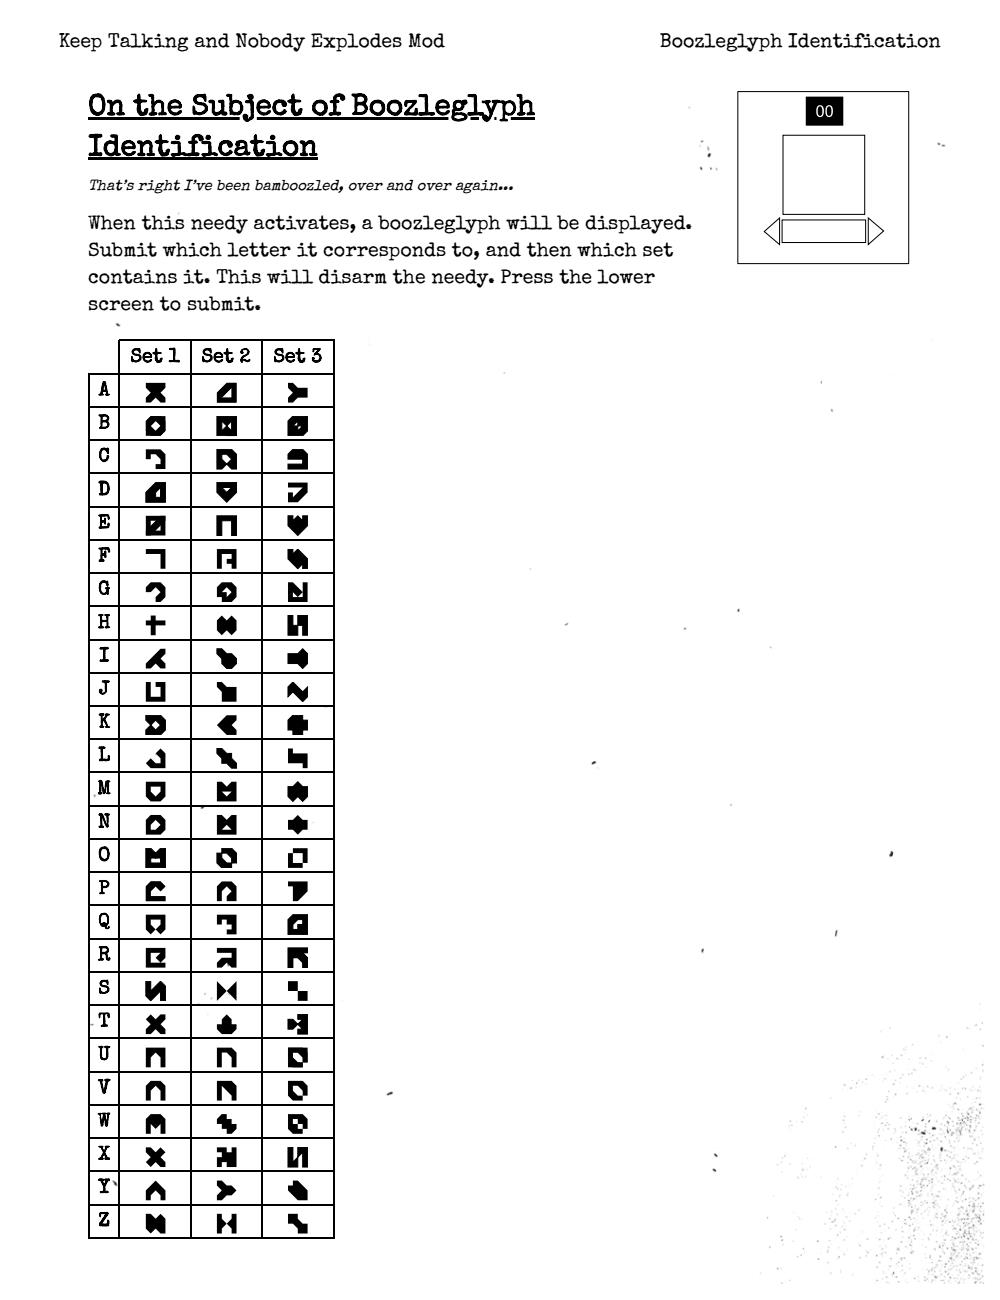 Keep Talking and Nobody Explodes Mod
Boozleglyph Identification
On the Subject of Boozleglyph
Identification
That's right I've been bamboozled, over and over again...
When this needy activates, a boozleglyph will be displayed.
Submit which letter it corresponds to, and then which set
contains it. This will disarm the needy. Press the lower
screen to submit.
00
Set 1 Set 2 Set 3
A
B
C
D
E
F
G
H
I
J
K
L
M
N
O
P
Q
R
S
T
U
V
W
X
Y
Z